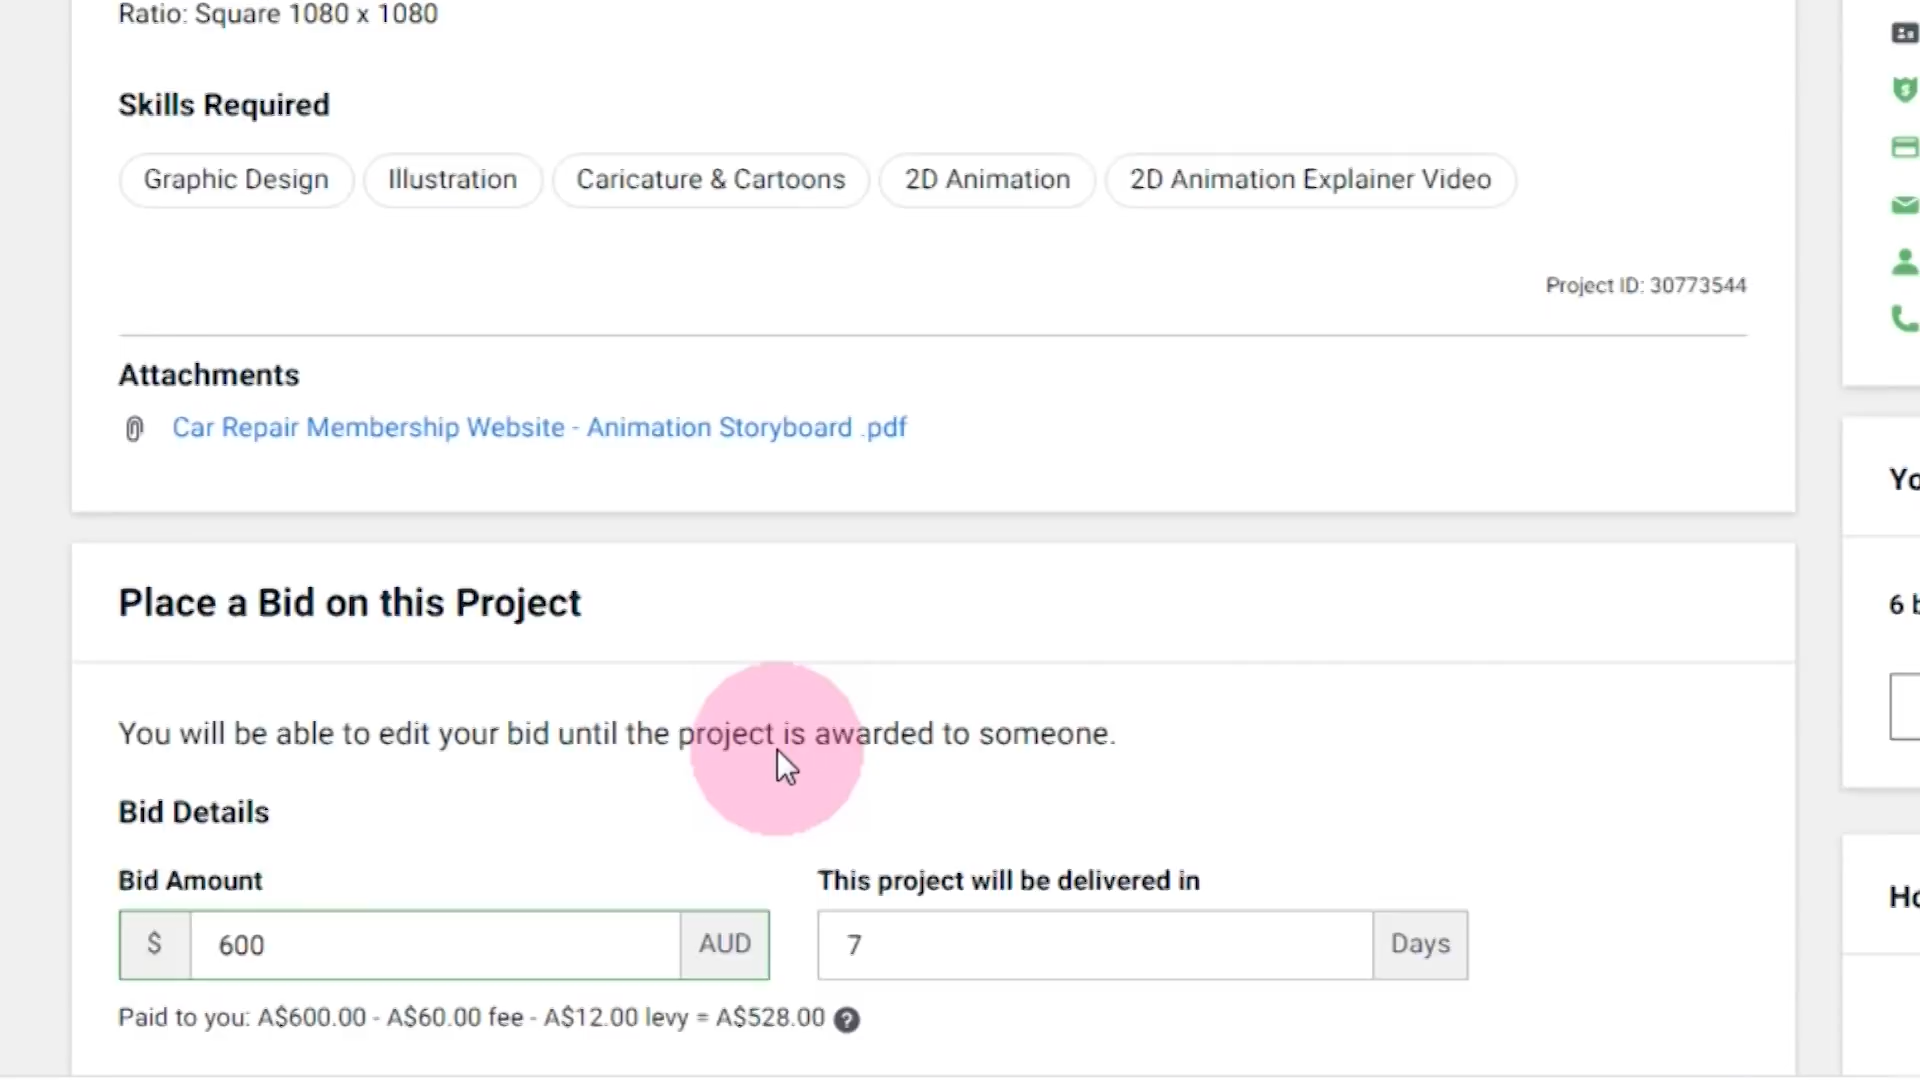 Ratio: Square 1080 x 1080
Skills Required
Graphic Design
Illustration
Caricature & Cartoons
2D Animation
2D Animation Explainer Video
Project ID: 30773544
Attachments
Car Repair Membership Website - Animation Storyboard .pdf
Place a Bid on this Project
You will be able to edit your bid until the project is awarded to someone.
Bid Details
Bid Amount
This project will be delivered in
$ 600 AUD
7 Days
Paid to you: A$600.00 - A$60.00 fee - A$12.00 levy = A$528.00 ?
Yo
6 b
Ho